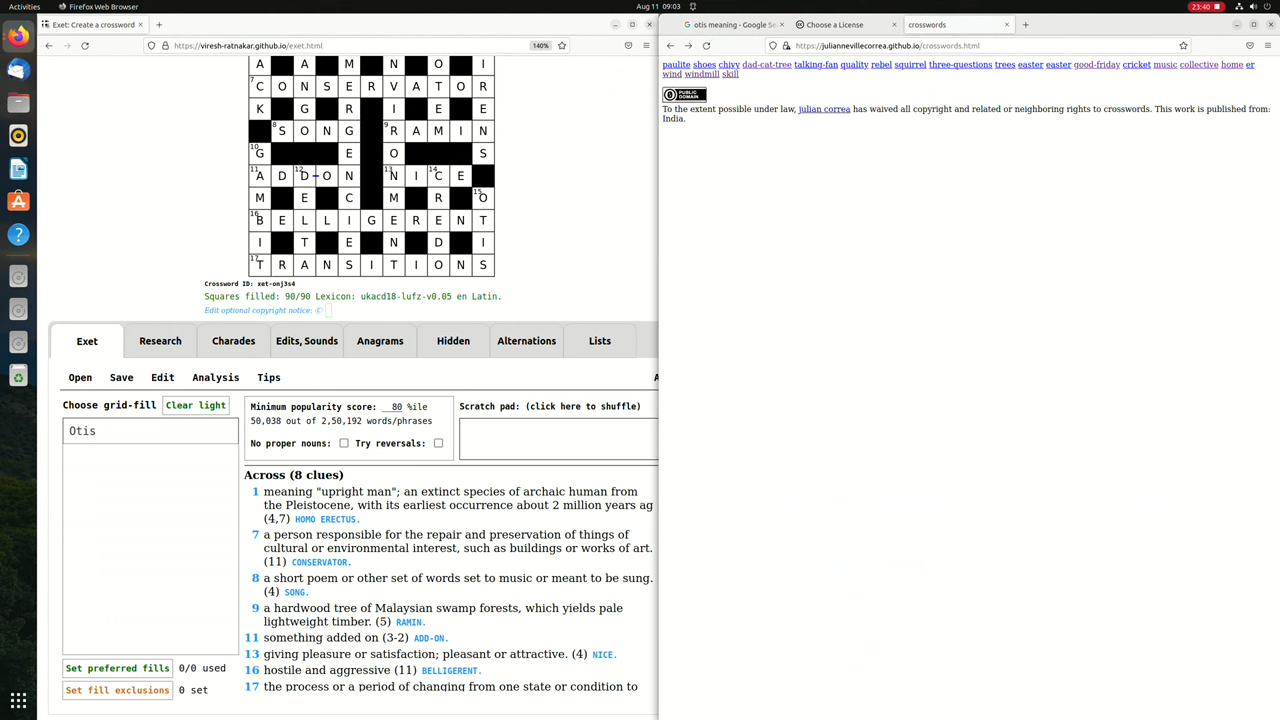 Activities
Firefox Web Browser
Aug 11 09:03
23:40
Exet: Create a crossword
https://viresh-ratnakar.github.io/exet.html
140%
A A M N O I
7 C O N S E R V A T O R
K G R I E E
8 S O N G 9 R A M I N N
10 G E O S
11 A D D 12 - O N 13 N I C 14 E
M E C M R 15 O
16 B E L L I G E R E N T
I T E N D I
17 T R A N S I T I O N S
Crossword ID: xet-onj3s4
Squares filled: 90/90 Lexicon: ukacd18-lufz-v0.05 en Latin.
Edit optional copyright notice: ©
Exet Research Charades Edits, Sounds Anagrams Hidden Alternations Lists
Open Save Edit Analysis Tips A
Choose grid-fill Clear light
Otis
Set preferred fills 0/0 used
Set fill exclusions 0 set
Minimum popularity score: 80 %ile
50,038 out of 2,50,192 words/phrases
No proper nouns: Try reversals:
Scratch pad: (click here to shuffle)
Across (8 clues)
1 meaning "upright man"; an extinct species of archaic human from
the Pleistocene, with its earliest occurrence about 2 million years ag
(4,7) HOMO ERECTUS.
7 a person responsible for the repair and preservation of things of
cultural or environmental interest, such as buildings or works of art.
(11) CONSERVATOR.
8 a short poem or other set of words set to music or meant to be sung.
(4) SONG.
9 a hardwood tree of Malaysian swamp forests, which yields pale
lightweight timber. (5) RAMIN.
11 something added on (3-2) ADD-ON.
13 giving pleasure or satisfaction; pleasant or attractive. (4) NICE.
16 hostile and aggressive (11) BELLIGERENT.
17 the process or a period of changing from one state or condition to
otis meaning - Google Se
Choose a License
crosswords
https://juliannevillecorrea.github.io/crosswords.html
paulite shoes chivy dad-cat-tree talking-fan quality rebel squirrel three-questions trees easter easter good-friday cricket music collective home er
wind windmill skill
PUBLIC DOMAIN
To the extent possible under law, julian correa has waived all copyright and related or neighboring rights to crosswords. This work is published from:
India.